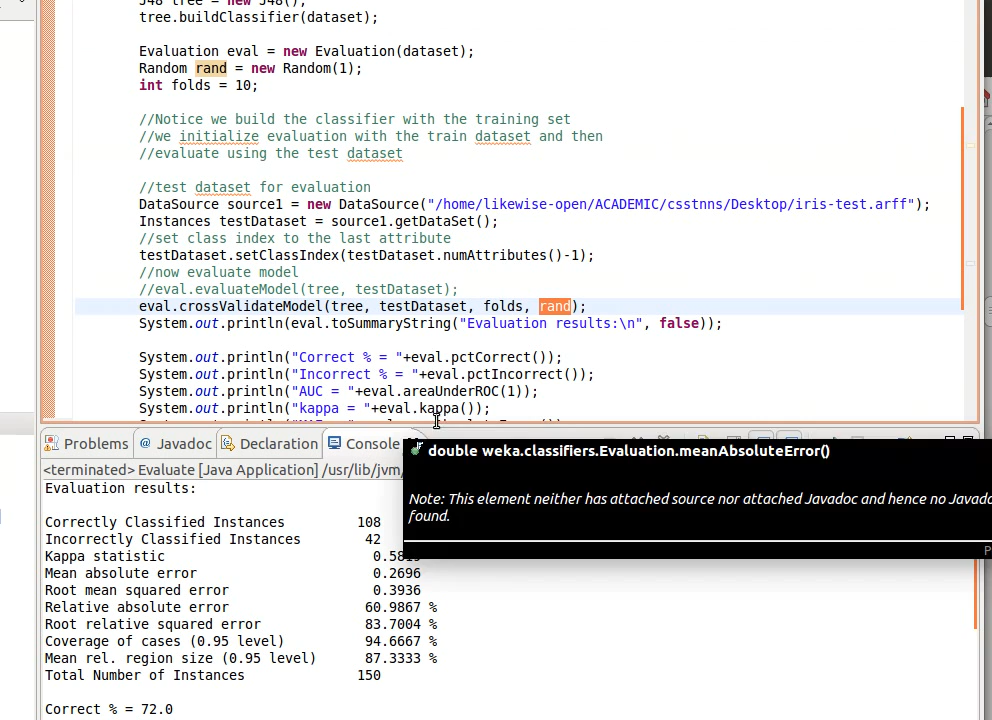 J48 tree = new J48();
tree.buildClassifier(dataset);
Evaluation eval = new Evaluation(dataset);
Random rand = new Random(1);
int folds = 10;
//Notice we build the classifier with the training set
//we initialize evaluation with the train dataset and then
//evaluate using the test dataset
//test dataset for evaluation
DataSource source1 = new DataSource("/home/likewise-open/ACADEMIC/csstnns/Desktop/iris-test.arff");
Instances testDataset = source1.getDataSet();
//set class index to the last attribute
testDataset.setClassIndex(testDataset.numAttributes()-1);
//now evaluate model
//eval.evaluateModel(tree, testDataset);
eval.crossValidateModel(tree, testDataset, folds, rand);
System.out.println(eval.toSummaryString("Evaluation results:\n", false));
System.out.println("Correct % = "+eval.pctCorrect());
System.out.println("Incorrect % = "+eval.pctIncorrect());
System.out.println("AUC = "+eval.areaUnderROC(1));
System.out.println("kappa = "+eval.kappa());
Problems @ Javadoc Declaration Console
double weka.classifiers.Evaluation.meanAbsoluteError()
Note: This element neither has attached source nor attached Javadoc and hence no Javado
found.
P
<terminated> Evaluate [Java Application] /usr/lib/jvm/
Evaluation results:
Correctly Classified Instances 108
Incorrectly Classified Instances 42
Kappa statistic
Mean absolute error 0.2696
Root mean squared error 0.3936
Relative absolute error 60.9867 %
Root relative squared error 83.7004 %
Coverage of cases (0.95 level) 94.6667 %
Mean rel. region size (0.95 level) 87.3333 %
Total Number of Instances 150
Correct % = 72.0